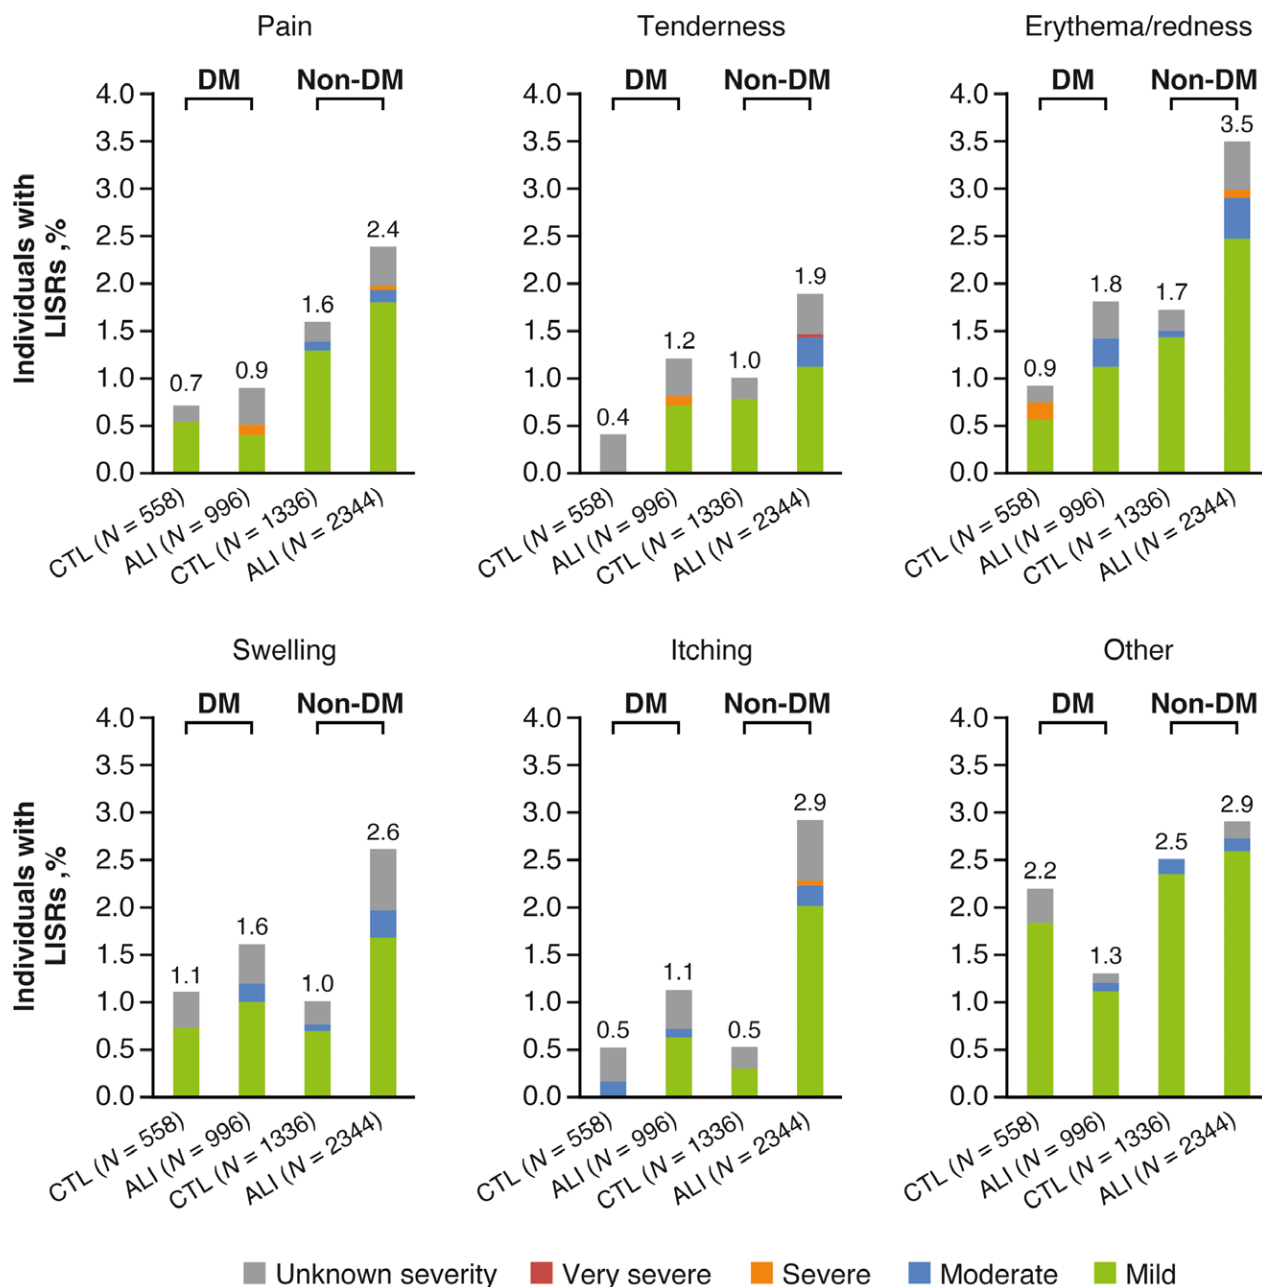 Pain
DM Non-DM
Individuals with
LISRs ,%
4.0
3.5
3.0
2.5
2.0
1.5
1.0
0.5
0.0
0.7
0.9
1.6
2.4
CTL (N = 558)
ALI (N = 996)
CTL (N = 1336)
ALI (N = 2344)
Tenderness
DM Non-DM
4.0
3.5
3.0
2.5
2.0
1.5
1.0
0.5
0.0
0.4
1.2
1.0
1.9
CTL (N = 558)
ALI (N = 996)
CTL (N = 1336)
ALI (N = 2344)
Erythema/redness
DM Non-DM
4.0
3.5
3.0
2.5
2.0
1.5
1.0
0.5
0.0
0.9
1.8
1.7
3.5
CTL (N = 558)
ALI (N = 996)
CTL (N = 1336)
ALI (N = 2344)
Swelling
DM Non-DM
Individuals with
LISRs ,%
4.0
3.5
3.0
2.5
2.0
1.5
1.0
0.5
0.0
1.1
1.6
1.0
2.6
CTL (N = 558)
ALI (N = 996)
CTL (N = 1336)
ALI (N = 2344)
Itching
DM Non-DM
4.0
3.5
3.0
2.5
2.0
1.5
1.0
0.5
0.0
0.5
1.1
0.5
2.9
CTL (N = 558)
ALI (N = 996)
CTL (N = 1336)
ALI (N = 2344)
Other
DM Non-DM
4.0
3.5
3.0
2.5
2.0
1.5
1.0
0.5
0.0
2.2
1.3
2.5
2.9
CTL (N = 558)
ALI (N = 996)
CTL (N = 1336)
ALI (N = 2344)
Unknown severity Very severe Severe Moderate Mild